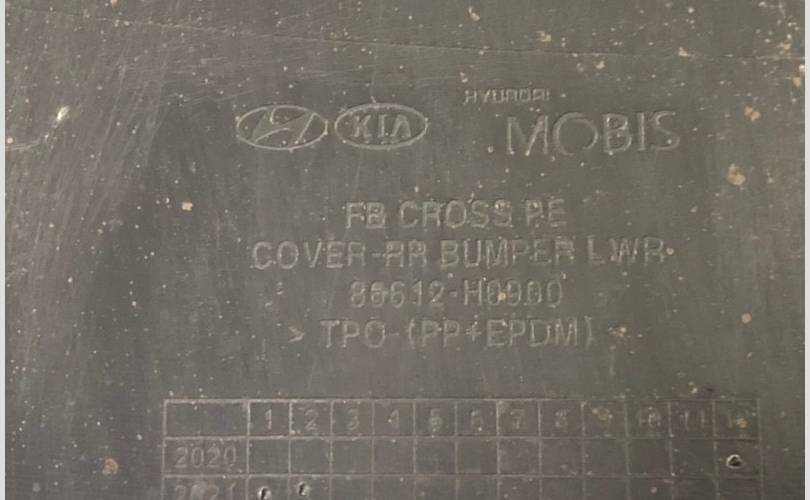 KIA
HYUNDAI
MOBIS
FB CROSS PE
COVER-RR BUMPER LWR
86612-H0900
> TPO-(PP+EPDM) <
1 2 3 4 5 6 7 8 9 10 11 12
2020
2021